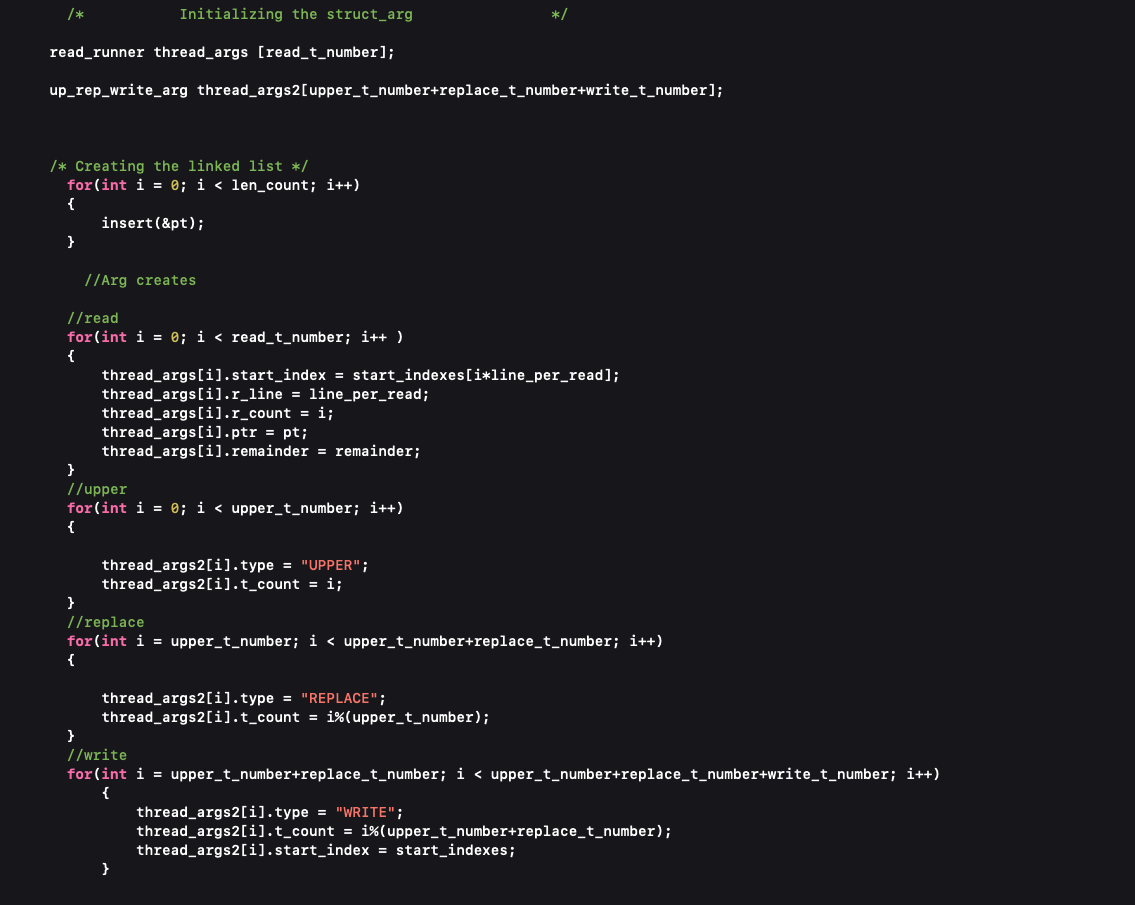 /*           Initializing the struct_arg                */
read_runner thread_args [read_t_number];
up_rep_write_arg thread_args2[upper_t_number+replace_t_number+write_t_number];
/* Creating the linked list */
for(int i = 0; i < len_count; i++)
{
insert(&pt);
}
//Arg creates
//read
for(int i = 0; i < read_t_number; i++ )
{
thread_args[i].start_index = start_indexes[i*line_per_read];
thread_args[i].r_line = line_per_read;
thread_args[i].r_count = i;
thread_args[i].ptr = pt;
thread_args[i].remainder = remainder;
}
//upper
for(int i = 0; i < upper_t_number; i++)
{
thread_args2[i].type = "UPPER";
thread_args2[i].t_count = i;
}
//replace
for(int i = upper_t_number; i < upper_t_number+replace_t_number; i++)
{
thread_args2[i].type = "REPLACE";
thread_args2[i].t_count = i%(upper_t_number);
}
//write
for(int i = upper_t_number+replace_t_number; i < upper_t_number+replace_t_number+write_t_number; i++)
{
thread_args2[i].type = "WRITE";
thread_args2[i].t_count = i%(upper_t_number+replace_t_number);
thread_args2[i].start_index = start_indexes;
}